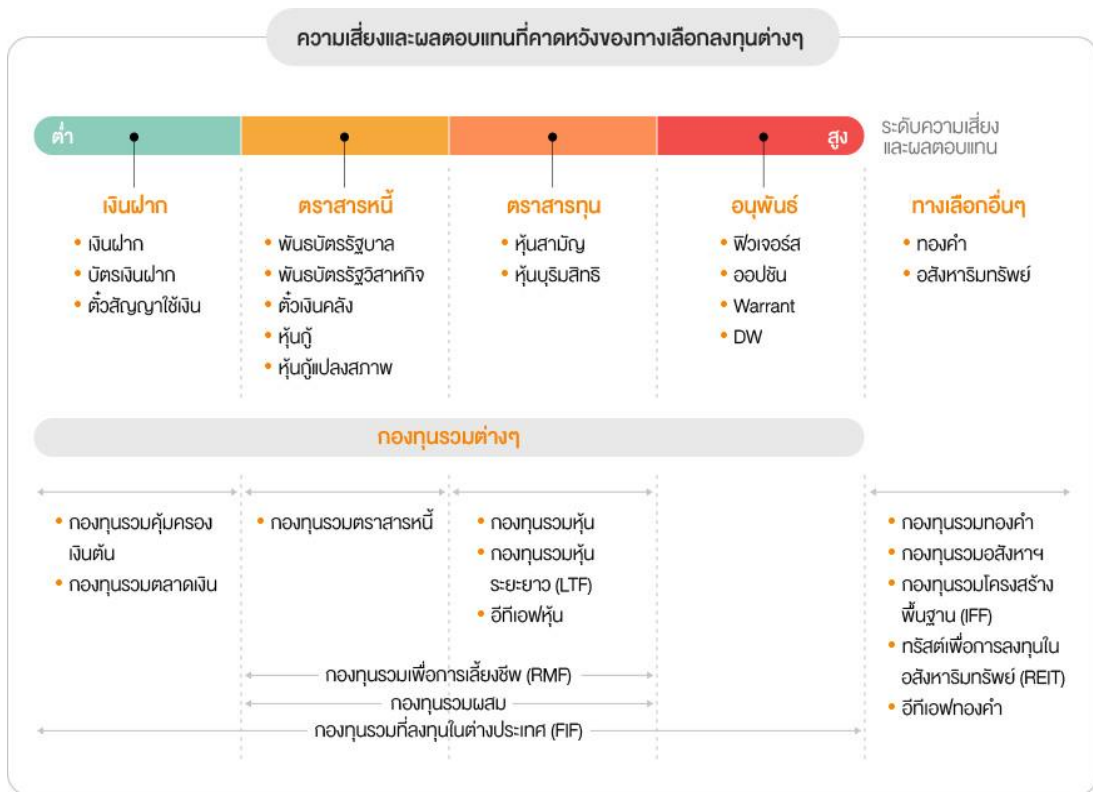 ความเสี่ยงและผลตอบแทนที่คาดหวังของทางเลือกลงทุนต่างๆ
ต่ำ
สูง
ระดับความเสี่ยง
และผลตอบแทน
เงินฝาก
• เงินฝาก
• บัตรเงินฝาก
• ตั๋วสัญญาใช้เงิน
ตราสารหนี้
• พันธบัตรรัฐบาล
• พันธบัตรรัฐวิสาหกิจ
• ตั๋วเงินคลัง
• หุ้นกู้
• หุ้นกู้แปลงสภาพ
ตราสารทุน
• หุ้นสามัญ
• หุ้นบุริมสิทธิ
อนุพันธ์
• ฟิวเจอร์ส
• ออปชัน
• Warrant
• DW
ทางเลือกอื่นๆ
• ทองคำ
• อสังหาริมทรัพย์
กองทุนรวมต่างๆ
• กองทุนรวมคุ้มครอง
เงินต้น
• กองทุนรวมตลาดเงิน
• กองทุนรวมตราสารหนี้
• กองทุนรวมหุ้น
• กองทุนรวมหุ้น
ระยะยาว (LTF)
• อีทีเอฟหุ้น
• กองทุนรวมทองคำ
• กองทุนรวมอสังหาฯ
• กองทุนรวมโครงสร้าง
พื้นฐาน (IFF)
• ทรัสต์เพื่อการลงทุนใน
อสังหาริมทรัพย์ (REIT)
• อีทีเอฟทองคำ
กองทุนรวมเพื่อการเลี้ยงชีพ (RMF)
กองทุนรวมผสม
กองทุนรวมที่ลงทุนในต่างประเทศ (FIF)